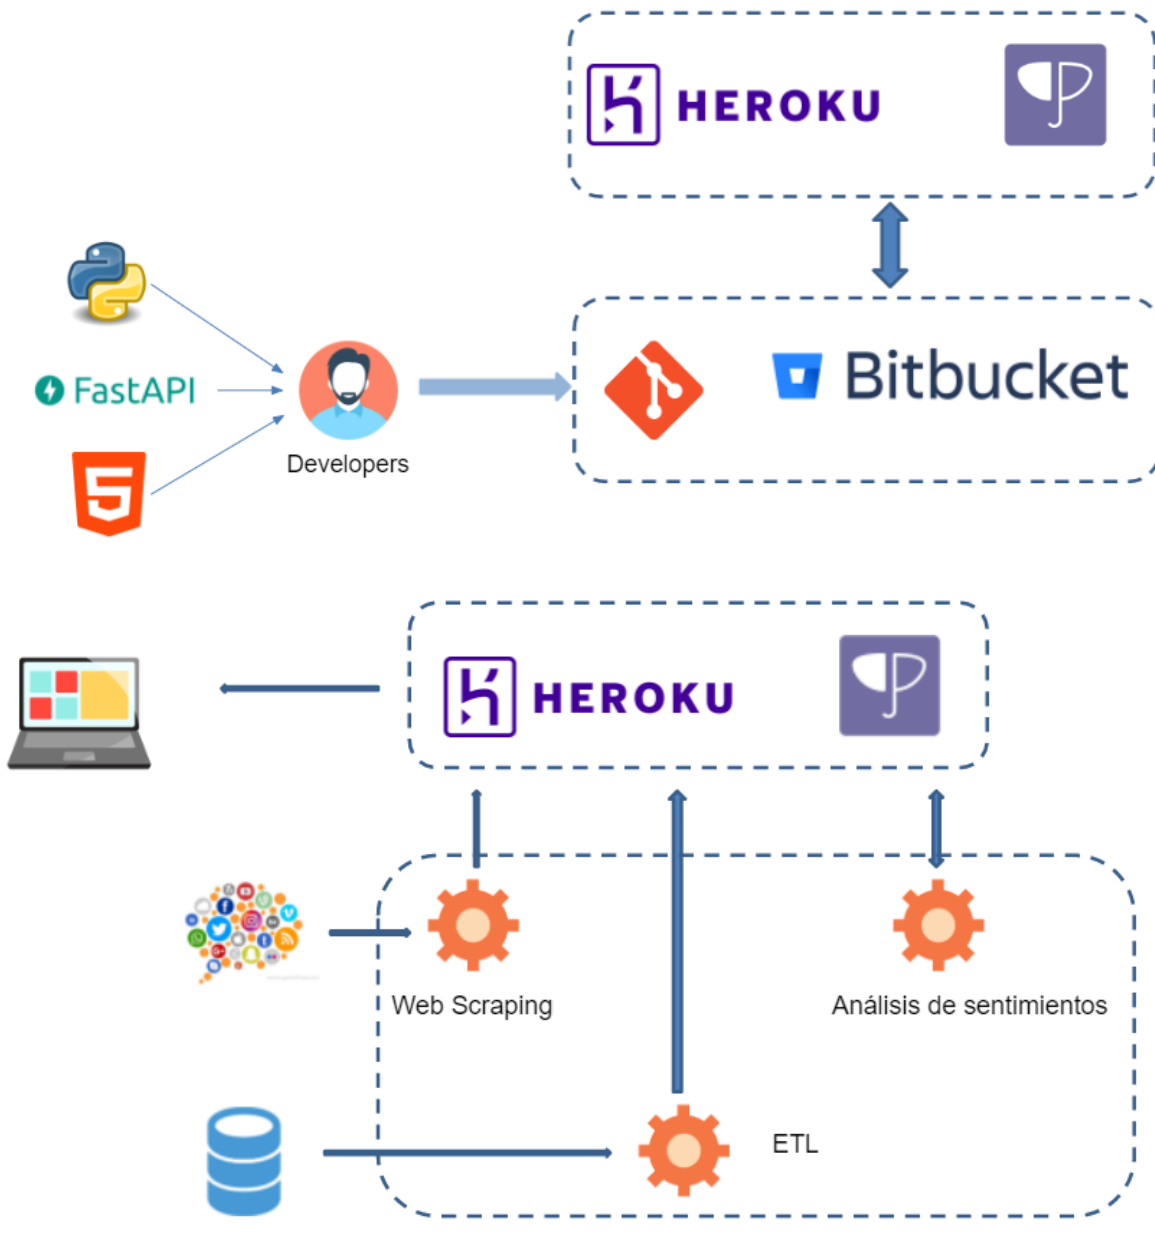 HEROKU
FastAPI
Developers
Bitbucket
HEROKU
Web Scraping
Análisis de sentimientos
ETL